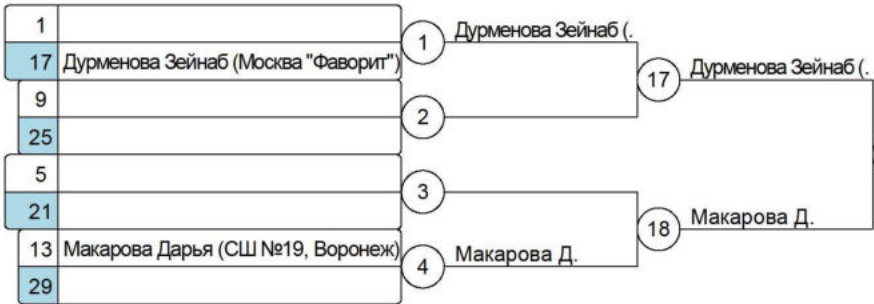 1
17 Дурменова Зейнаб (Москва "Фаворит")
1 Дурменова Зейнаб (.
9
25
2
17 Дурменова Зейнаб (.
5
21
3
13 Макарова Дарья (СШ №19, Воронеж)
29
4 Макарова Д.
18 Макарова Д.